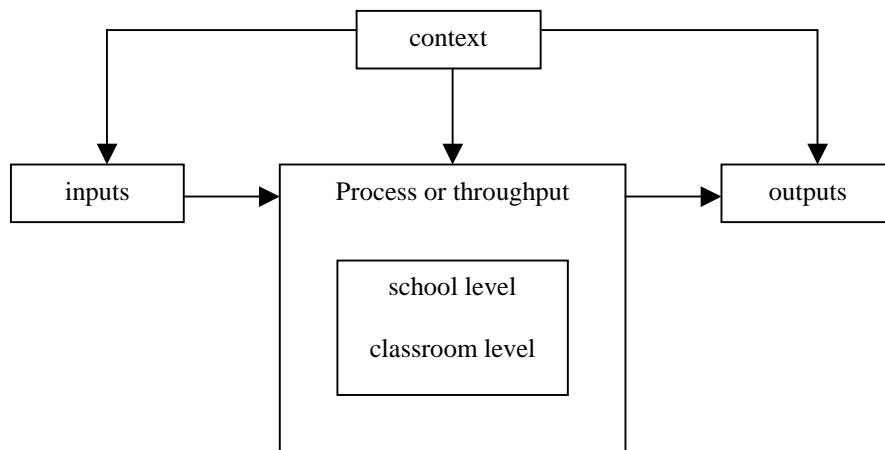 context
inputs
Process or throughput
outputs
school level
classroom level